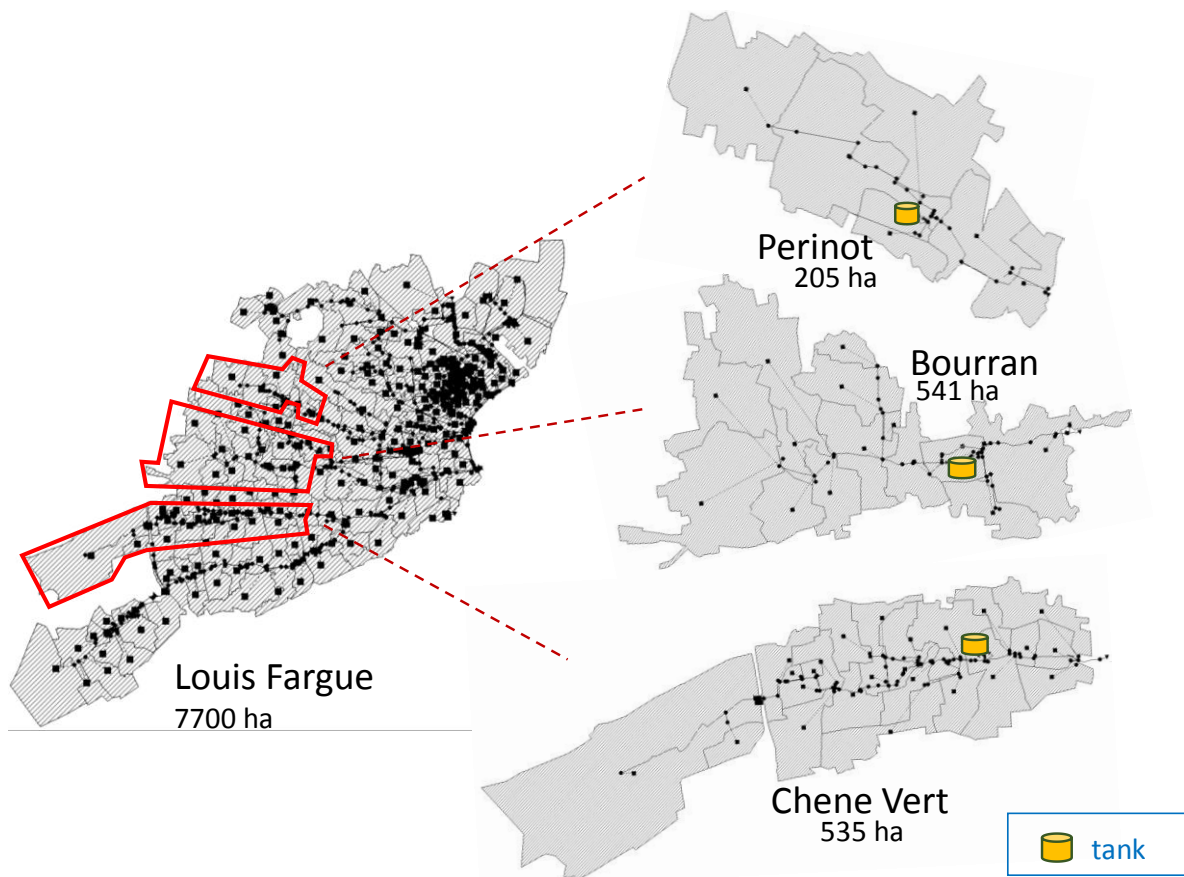 Perinot
205 ha
Bourran
541 ha
Louis Fargue
7700 ha
Chene Vert
535 ha
tank